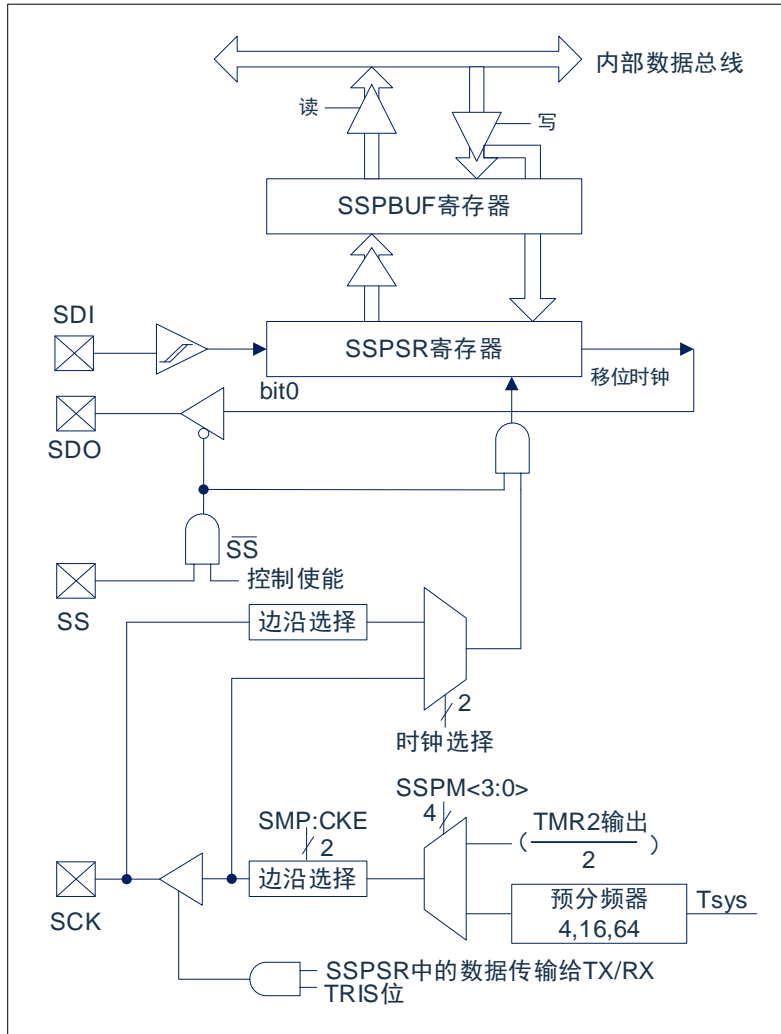 内部数据总线
读
写
SSPBUF寄存器
SDI
SSPSR寄存器
bit0
移位时钟
SDO
SS
控制使能
SS
边沿选择
2
时钟选择
SSPM<3:0>
4
SMP:CKE
2
(TMR2输出
2)
边沿选择
SCK
预分频器
4,16,64
Tsys
SSPSR中的数据传输给TX/RX
TRIS位